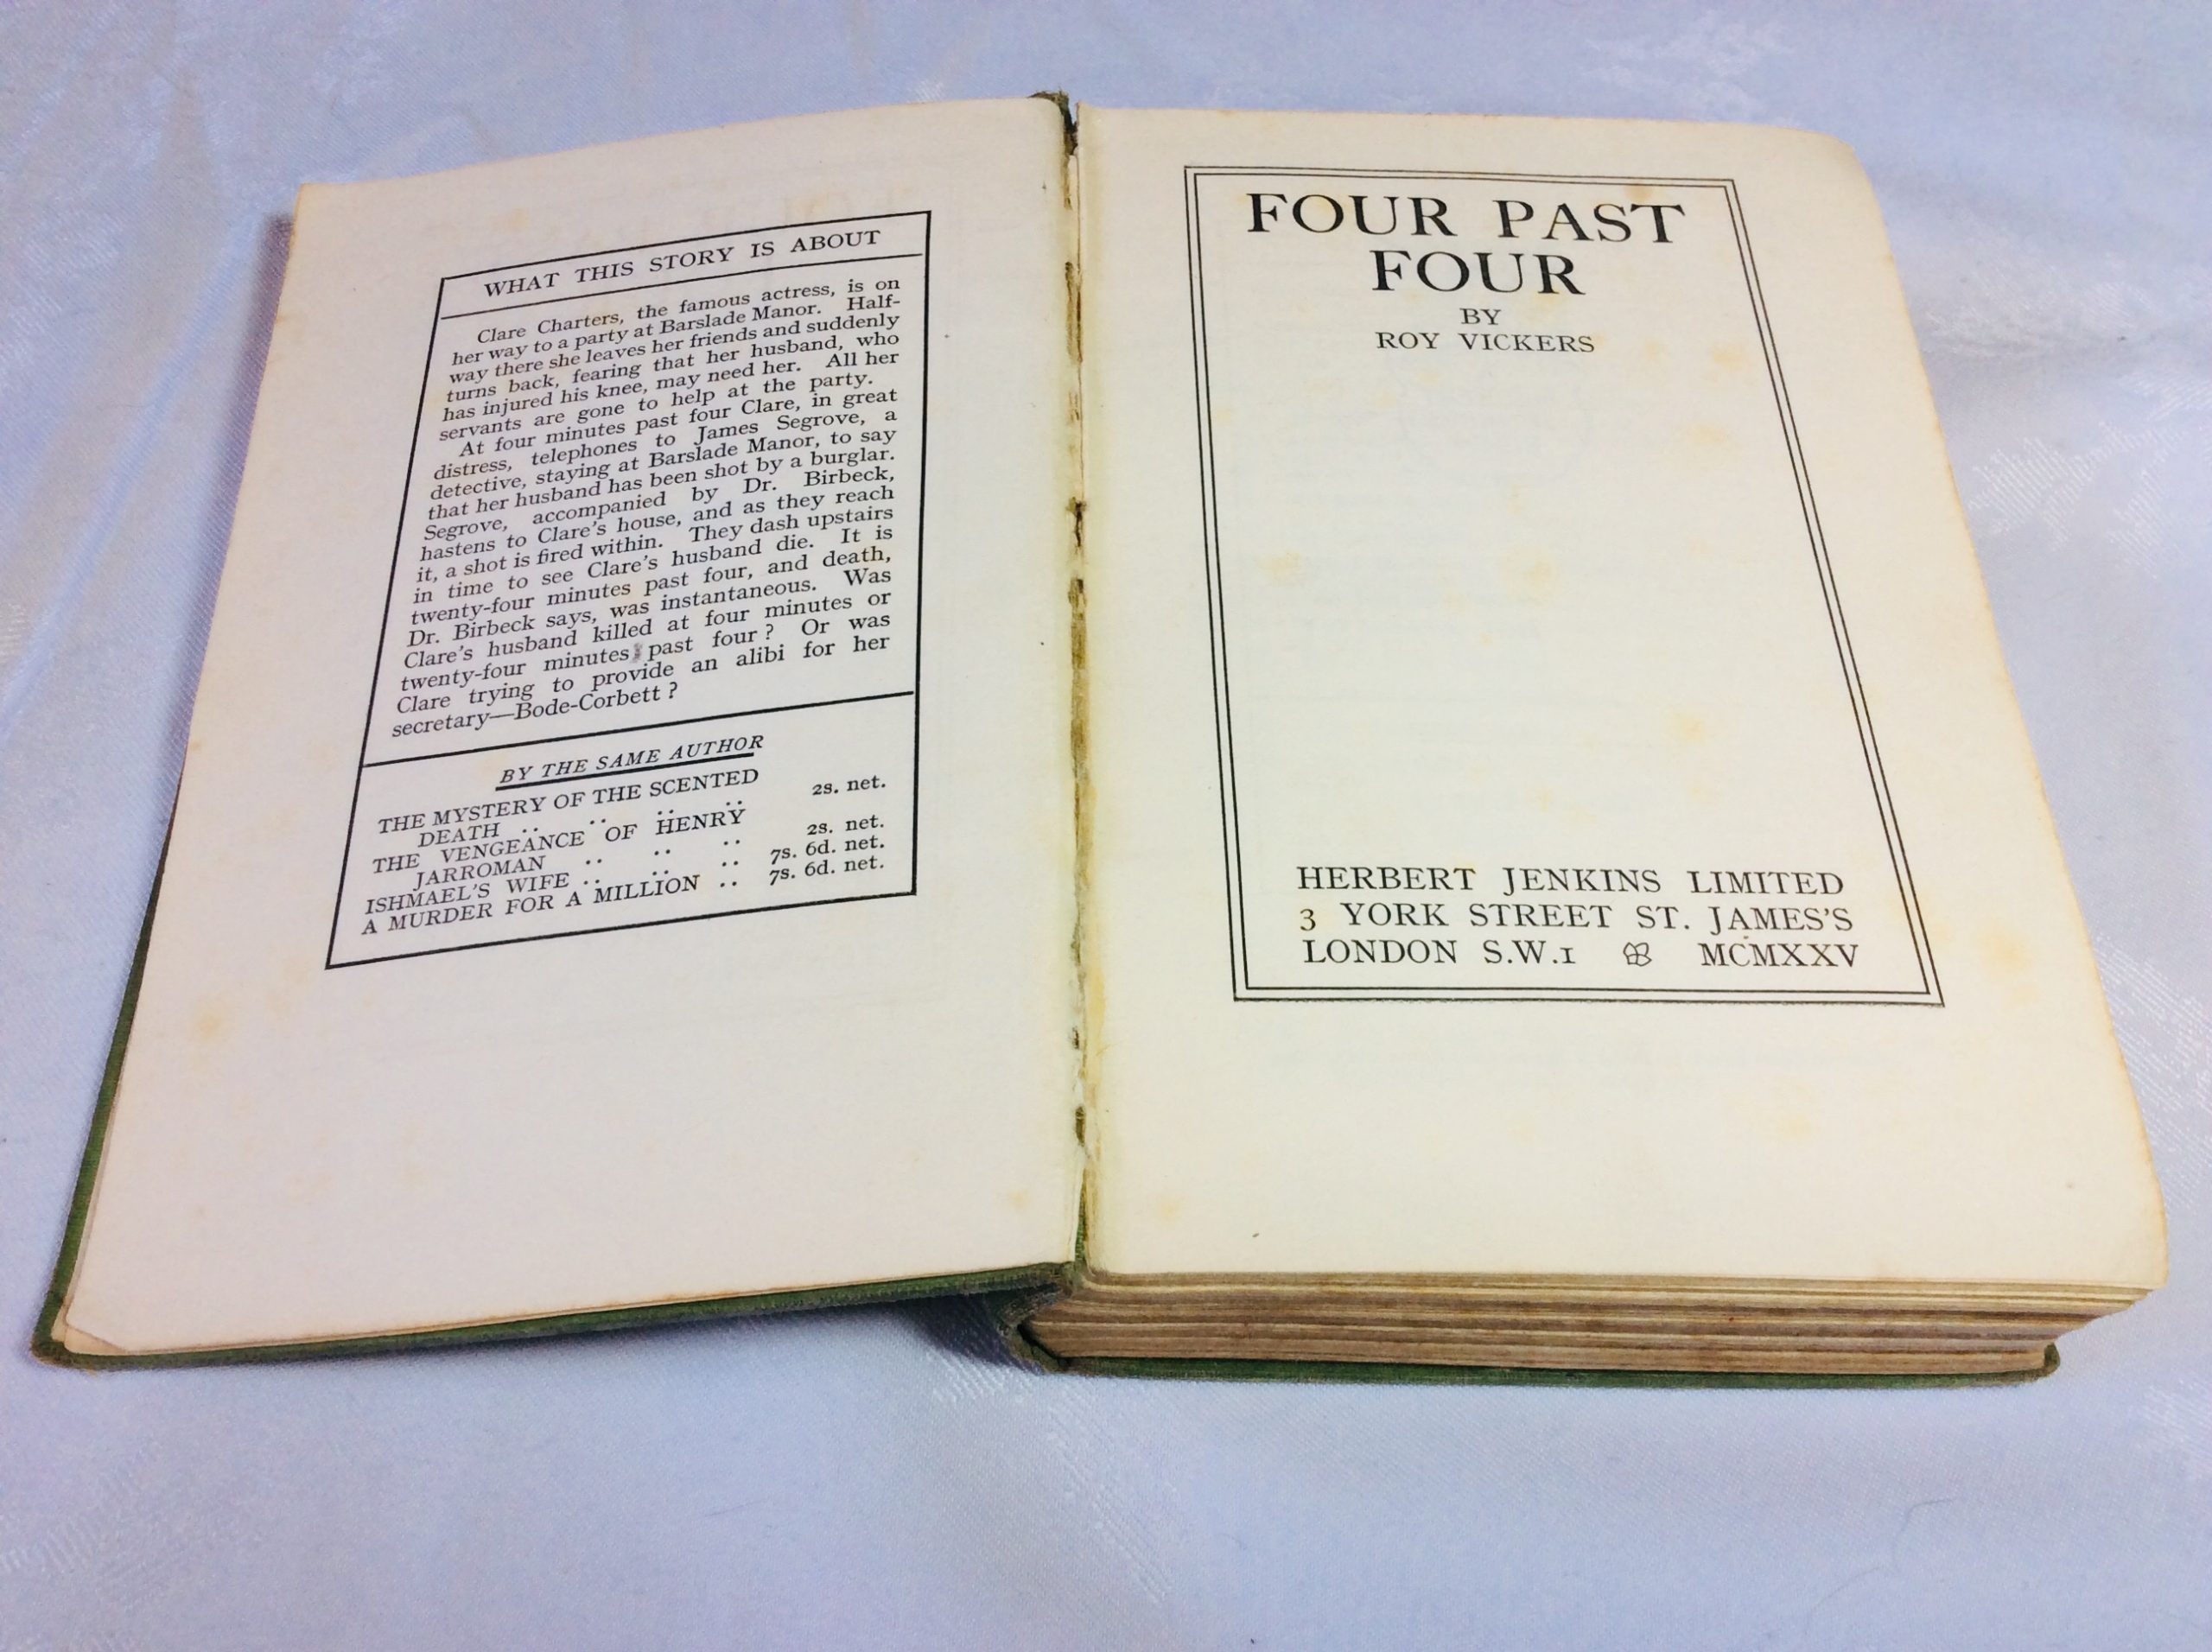 WHAT THIS STORY IS ABOUT
Clare Charters, the famous actress, is on
her way to a party at Barslade Manor. Half-
way there she leaves her friends and suddenly
turns back, fearing that her husband, who
has injured his knee, may need her. All her
servants are gone to help at the party.
At four minutes past four Clare, in great
distress, telephones to James Segrove, a
detective, staying at Barslade Manor, to say
that her husband has been shot by a burglar.
Segrove, accompanied by Dr. Birbeck,
hastens to Clare's house, and as they reach
it, a shot is fired within. They dash upstairs
in time to see Clare's husband die. It is
twenty-four minutes past four, and death,
Dr. Birbeck says, was instantaneous. Was
Clare's husband killed at four minutes or
twenty-four minutes past four? Or was
Clare trying to provide an alibi for her
secretary—Bode-Corbett?
BY THE SAME AUTHOR
THE MYSTERY OF THE SCENTED
DEATH .. .. .. .. 2s. net.
THE VENGEANCE OF HENRY
JARROMAN .. .. .. 2s. net.
ISHMAEL'S WIFE .. .. .. 7s. 6d. net.
A MURDER FOR A MILLION .. 7s. 6d. net.
FOUR PAST
FOUR
BY
ROY VICKERS
HERBERT JENKINS LIMITED
3 YORK STREET ST. JAMES'S
LONDON S.W.1 MCMXXV